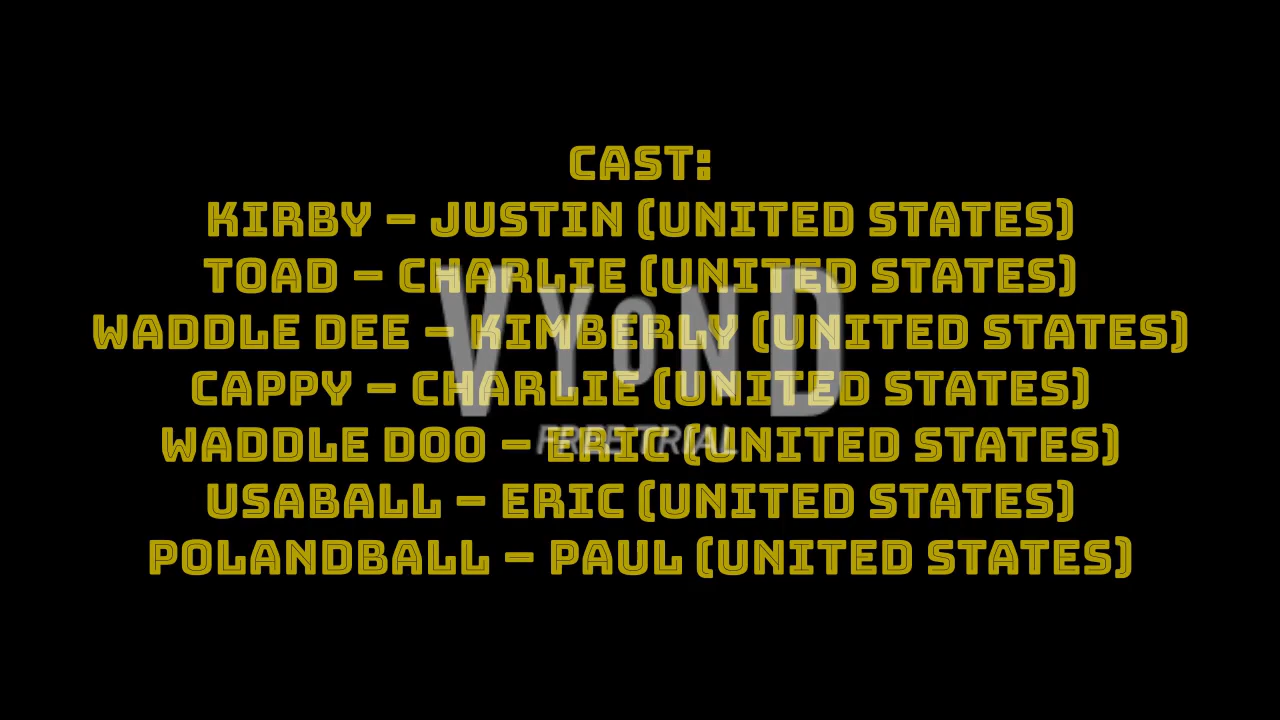 CAST:
KIRBY – JUSTIN (UNITED STATES)
TOAD – CHARLIE (UNITED STATES)
WADDLE DEE – KIMBERLY (UNITED STATES)
CAPPY – CHARLIE (UNITED STATES)
WADDLE DOO – ERIC (UNITED STATES)
USABALL – ERIC (UNITED STATES)
POLANDBALL – PAUL (UNITED STATES)
VYOND
FREE TRIAL